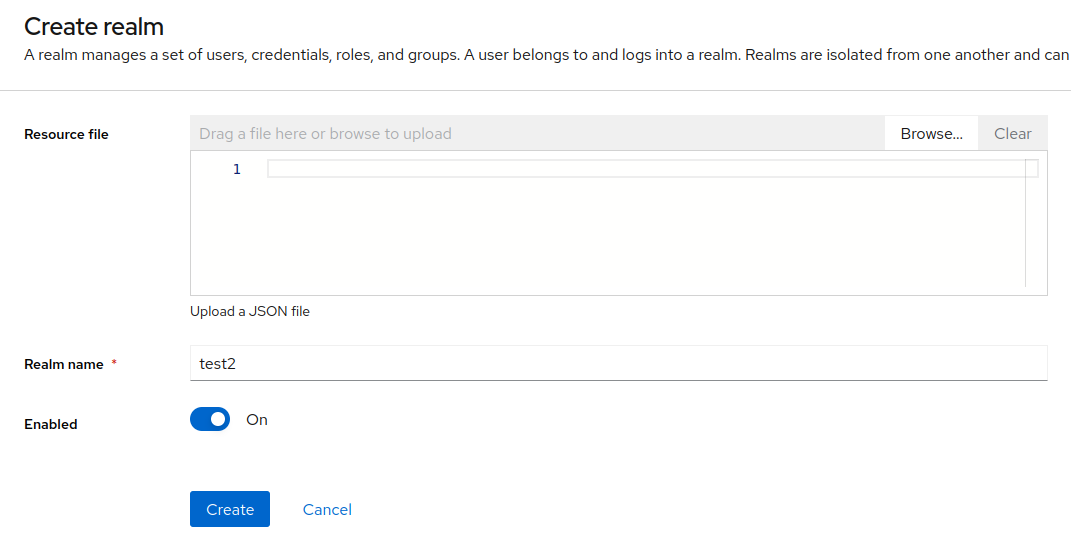 Create realm
A realm manages a set of users, credentials, roles, and groups. A user belongs to and logs into a realm. Realms are isolated from one another and can
Resource file
Drag a file here or browse to upload
Browse...
Clear
1
Upload a JSON file
Realm name *
test2
Enabled
On
Create
Cancel